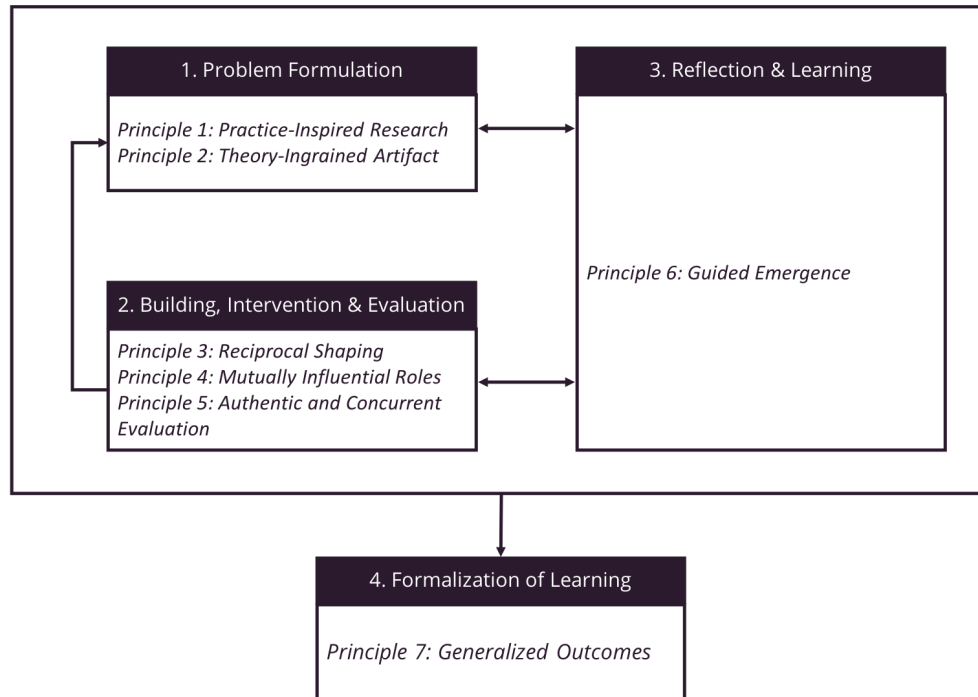 1. Problem Formulation
Principle 1: Practice-Inspired Research
Principle 2: Theory-Ingrained Artifact
2. Building, Intervention & Evaluation
Principle 3: Reciprocal Shaping
Principle 4: Mutually Influential Roles
Principle 5: Authentic and Concurrent
Evaluation
3. Reflection & Learning
Principle 6: Guided Emergence
4. Formalization of Learning
Principle 7: Generalized Outcomes